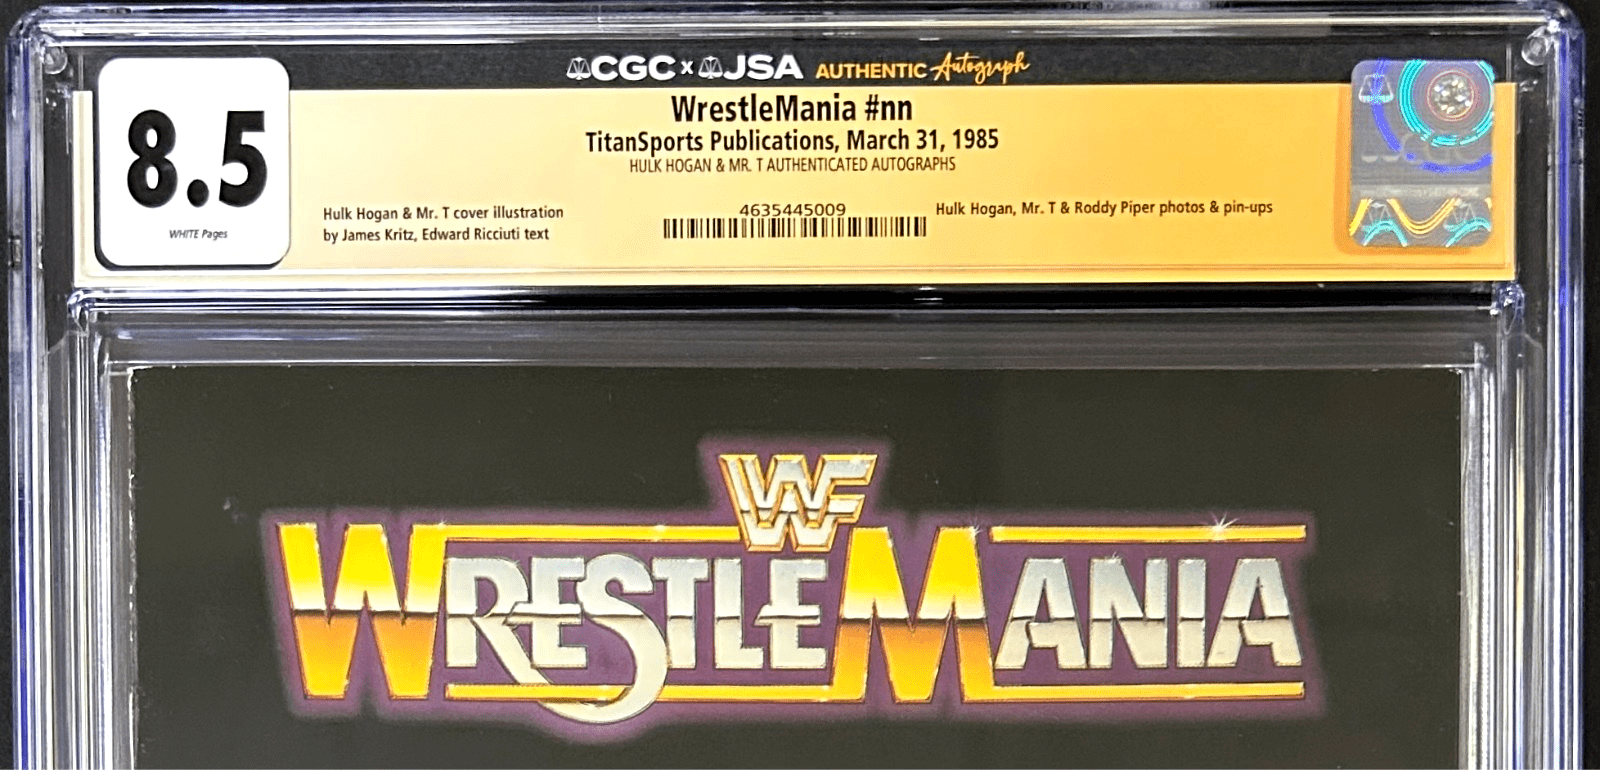 CGC x JSA AUTHENTIC Autograph
8.5
WHITE Pages
WrestleMania #nn
TitanSports Publications, March 31, 1985
HULK HOGAN & MR. T AUTHENTICATED AUTOGRAPHS
Hulk Hogan & Mr. T cover illustration
by James Kritz, Edward Ricciuti text
4635445009
Hulk Hogan, Mr. T & Roddy Piper photos & pin-ups
CGC
WF
WRESTLEMANIA